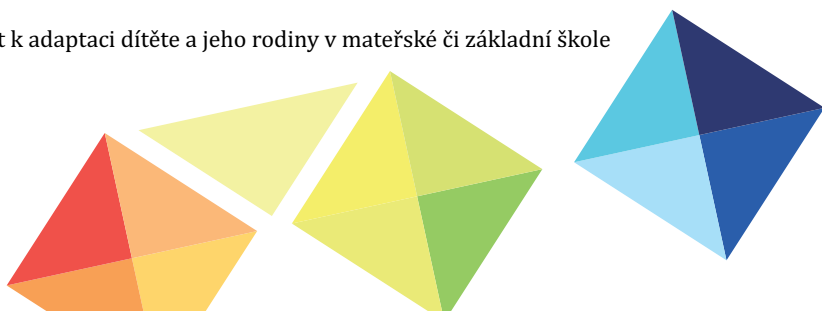 t k adaptaci dítěte a jeho rodiny v mateřské či základní škole